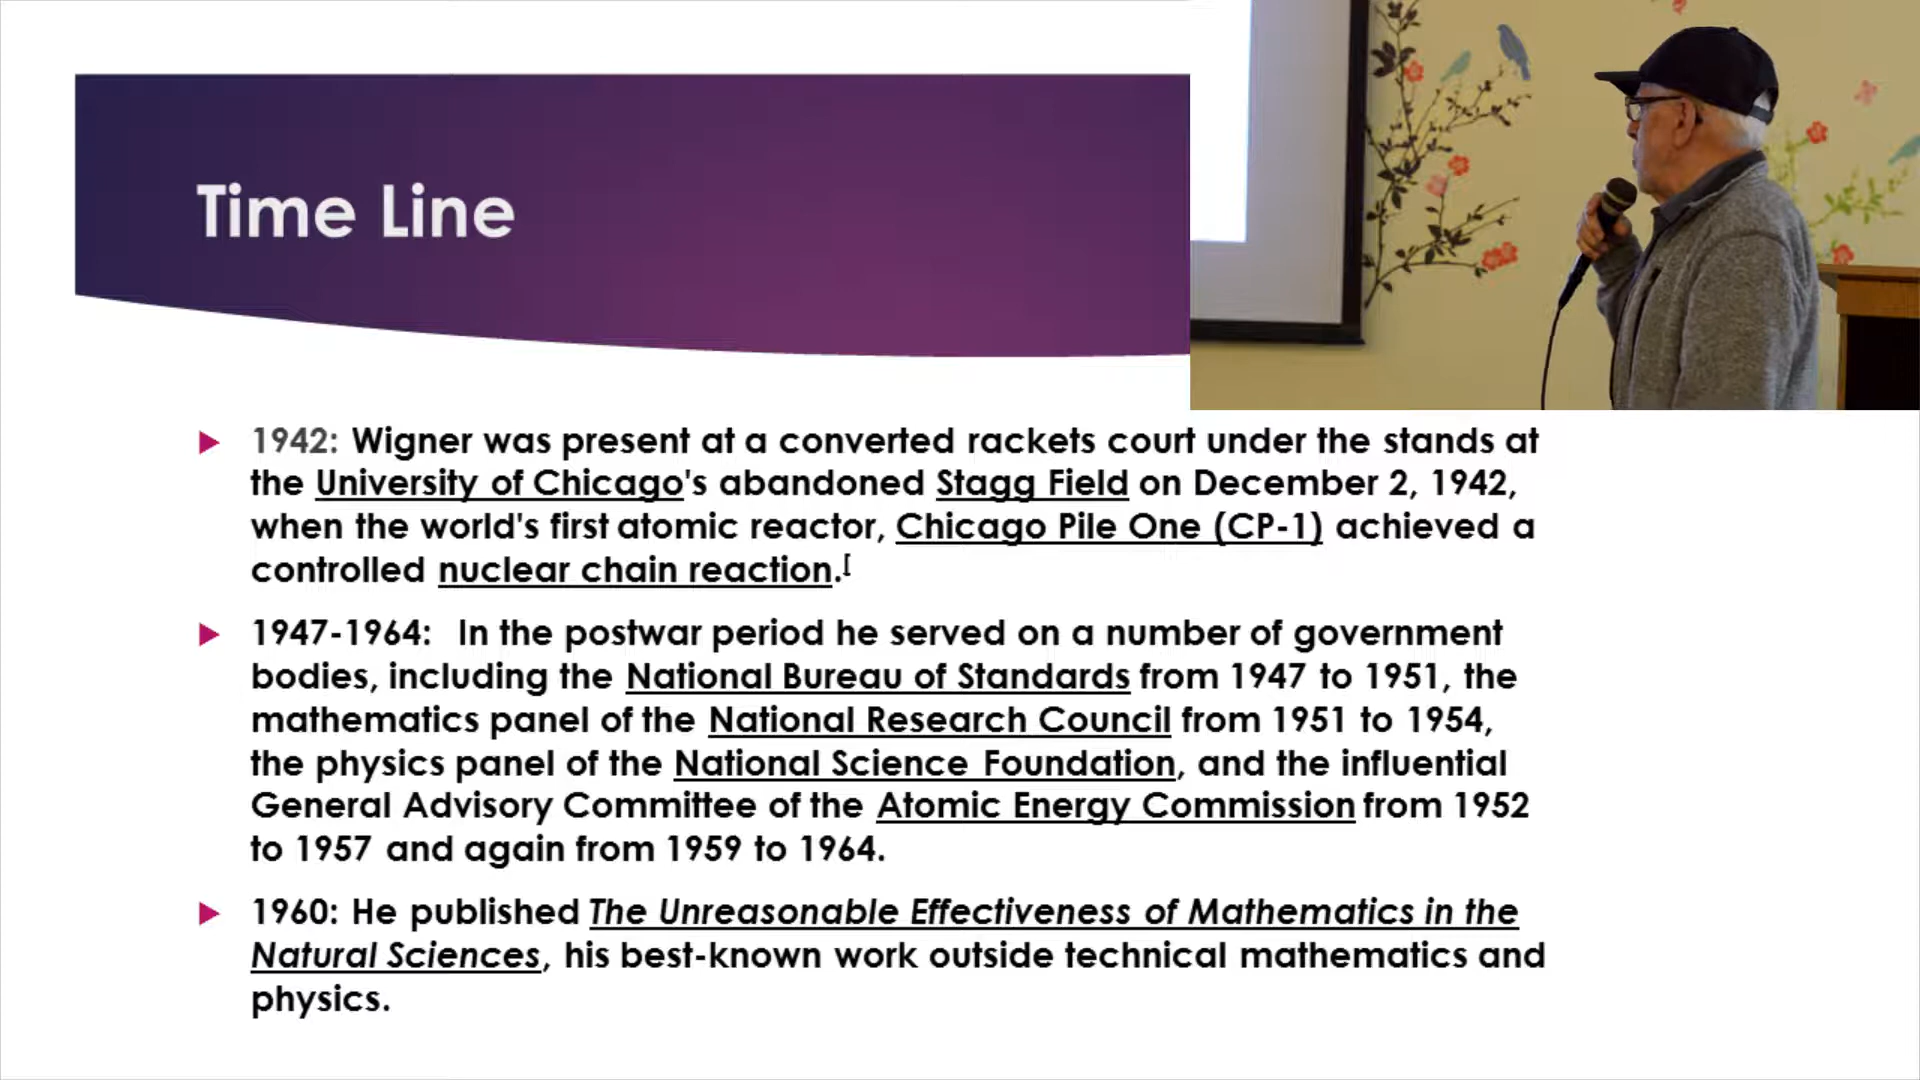 Time Line
1942: Wigner was present at a converted rackets court under the stands at
the University of Chicago's abandoned Stagg Field on December 2, 1942,
when the world's first atomic reactor, Chicago Pile One (CP-1) achieved a
controlled nuclear chain reaction.[
1947-1964: In the postwar period he served on a number of government
bodies, including the National Bureau of Standards from 1947 to 1951, the
mathematics panel of the National Research Council from 1951 to 1954,
the physics panel of the National Science Foundation, and the influential
General Advisory Committee of the Atomic Energy Commission from 1952
to 1957 and again from 1959 to 1964.
1960: He published The Unreasonable Effectiveness of Mathematics in the
Natural Sciences, his best-known work outside technical mathematics and
physics.